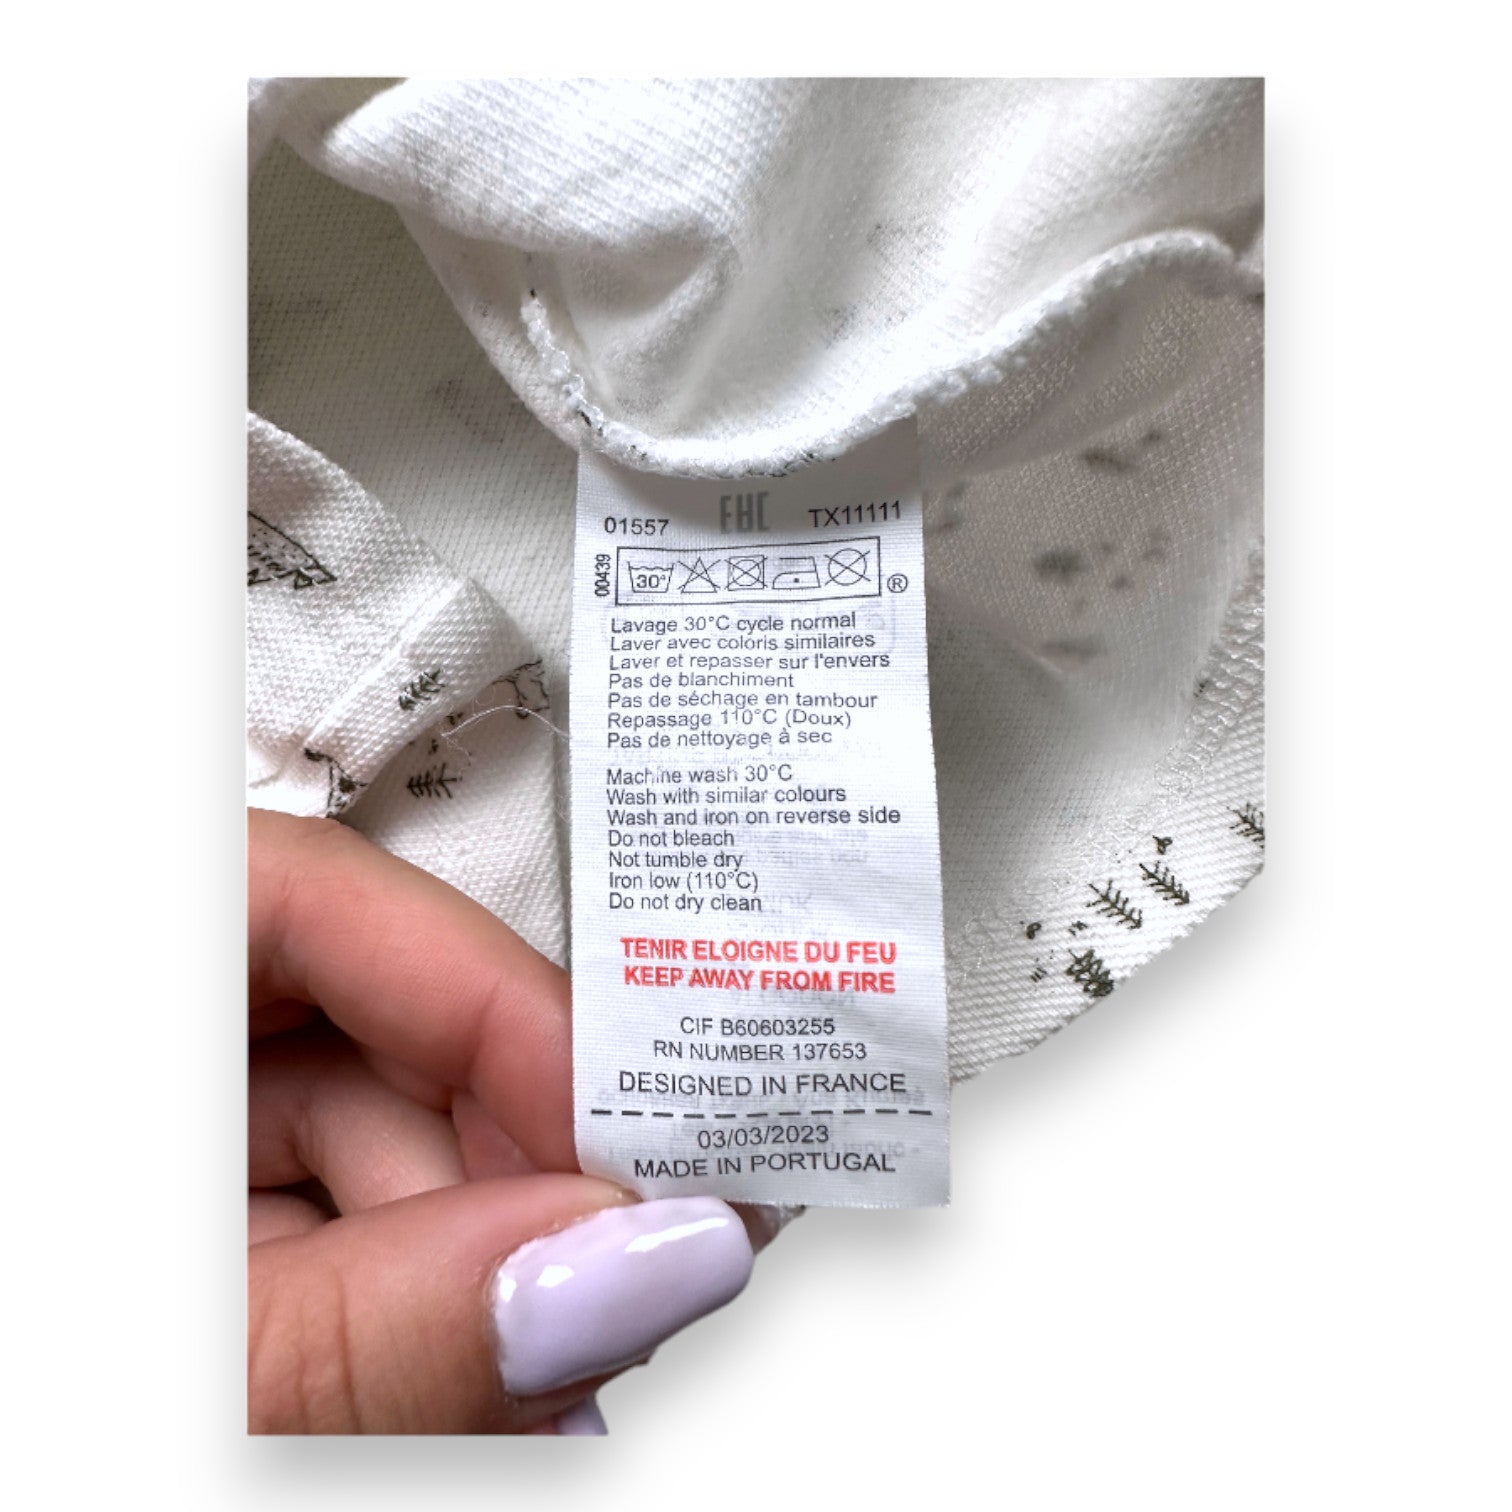 EAC
01557 TX11111
00439
30°
®
Lavage 30°C cycle normal
Laver avec coloris similaires
Laver et repasser sur l'envers
Pas de blanchiment
Pas de séchage en tambour
Repassage 110°C (Doux)
Pas de nettoyage à sec
Machine wash 30°C
Wash with similar colours
Wash and iron on reverse side
Do not bleach
Not tumble dry
Iron low (110°C)
Do not dry clean
TENIR ELOIGNE DU FEU
KEEP AWAY FROM FIRE
CIF B60603255
RN NUMBER 137653
DESIGNED IN FRANCE
03/03/2023
MADE IN PORTUGAL